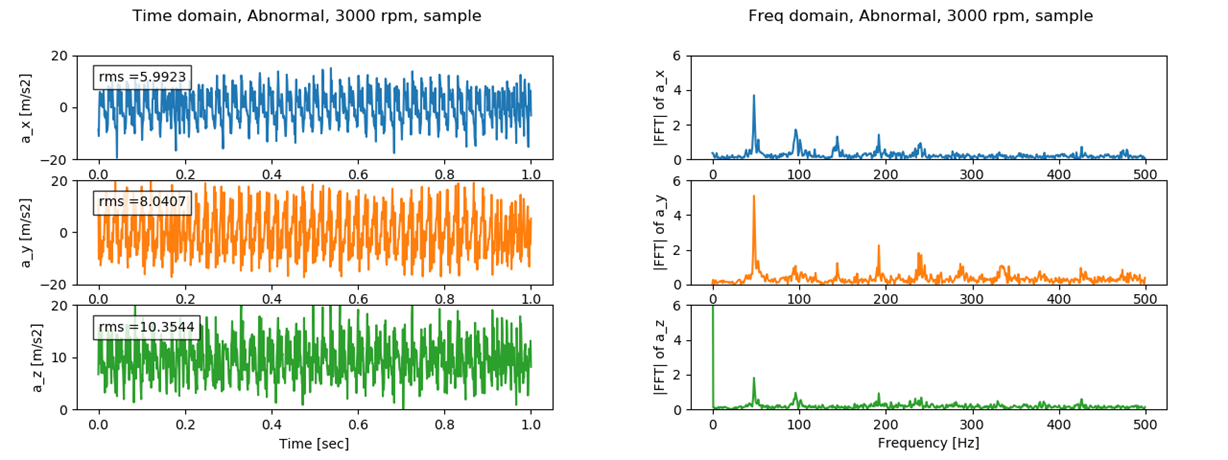 Time domain, Abnormal, 3000 rpm, sample
20
0
−20
a_x [m/s2]
rms =5.9923
0.0 0.2 0.4 0.6 0.8 1.0
20
0
−20
a_y [m/s2]
rms =8.0407
0.0 0.2 0.4 0.6 0.8 1.0
20
10
0
a_z [m/s2]
rms =10.3544
0.0 0.2 0.4 0.6 0.8 1.0
Time [sec]
Freq domain, Abnormal, 3000 rpm, sample
6
4
2
0
|FFT| of a_x
0 100 200 300 400 500
6
4
2
0
|FFT| of a_y
0 100 200 300 400 500
6
4
2
0
|FFT| of a_z
0 100 200 300 400 500
Frequency [Hz]